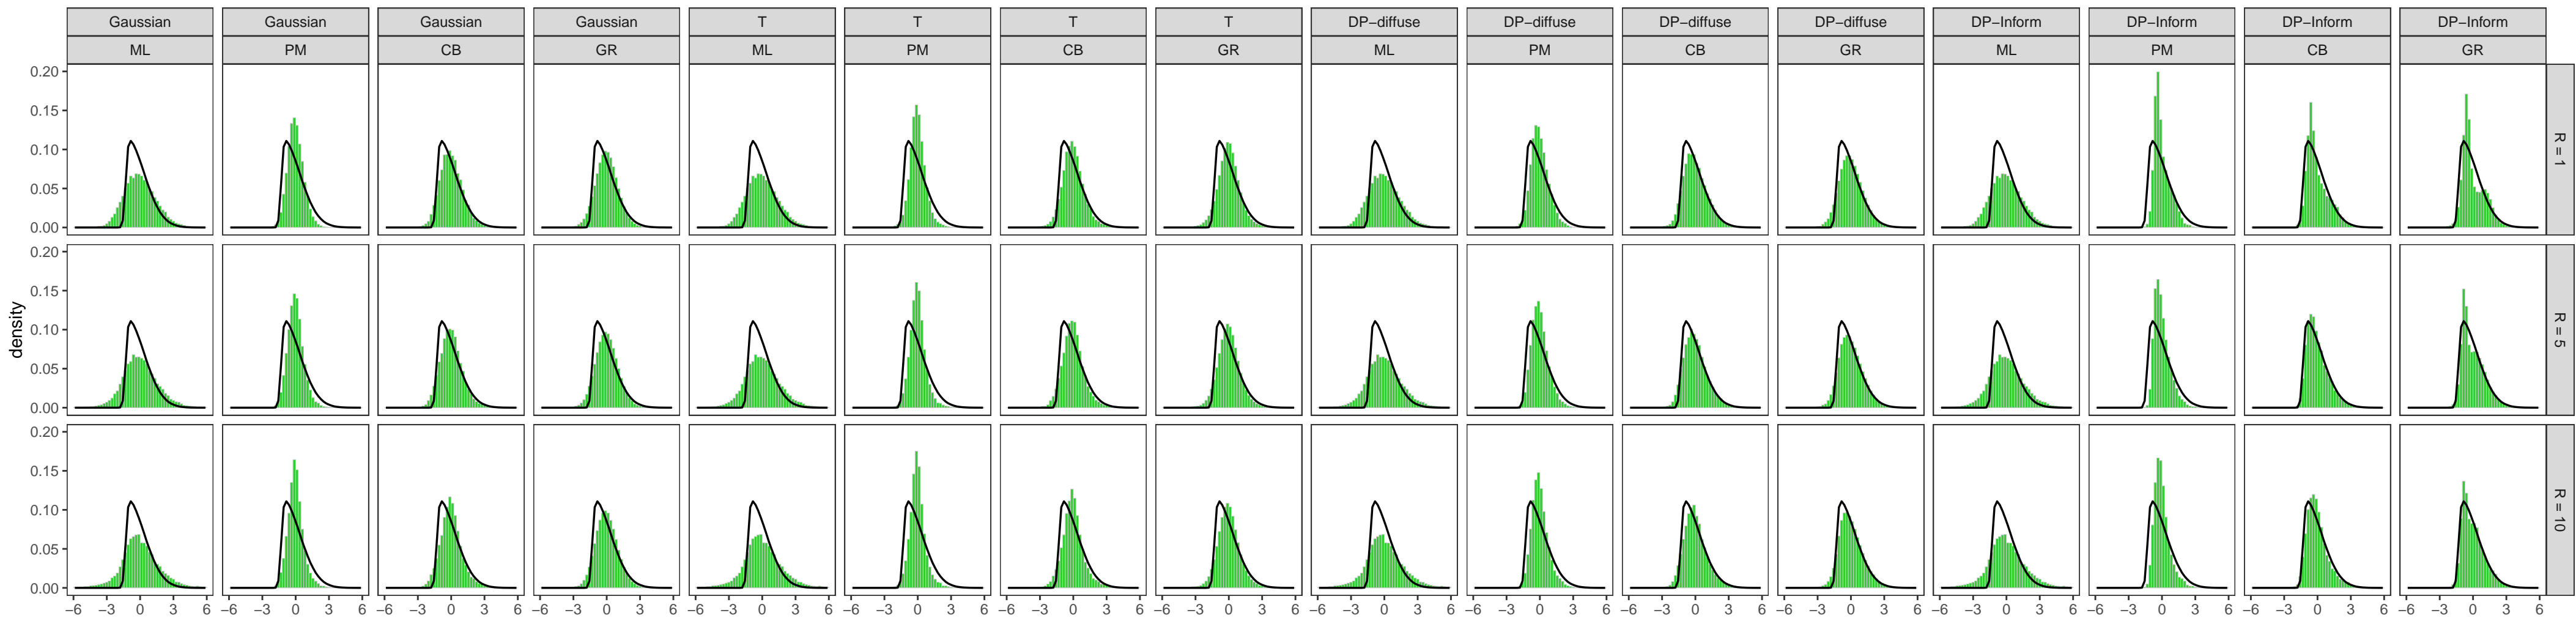 Gaussian Gaussian Gaussian Gaussian T T T T DP−diffuse DP−diffuse DP−diffuse DP−diffuse DP−Inform DP−Inform DP−Inform DP−Inform
ML PM CB GR ML PM CB GR ML PM CB GR ML PM CB GR
0.20
0.15
0.10
0.05
0.00
R = 1
density
0.20
0.15
0.10
0.05
0.00
R = 5
0.20
0.15
0.10
0.05
0.00
R = 10
−6 −3 0 3 6 −6 −3 0 3 6 −6 −3 0 3 6 −6 −3 0 3 6 −6 −3 0 3 6 −6 −3 0 3 6 −6 −3 0 3 6 −6 −3 0 3 6 −6 −3 0 3 6 −6 −3 0 3 6 −6 −3 0 3 6 −6 −3 0 3 6 −6 −3 0 3 6 −6 −3 0 3 6 −6 −3 0 3 6 −6 −3 0 3 6